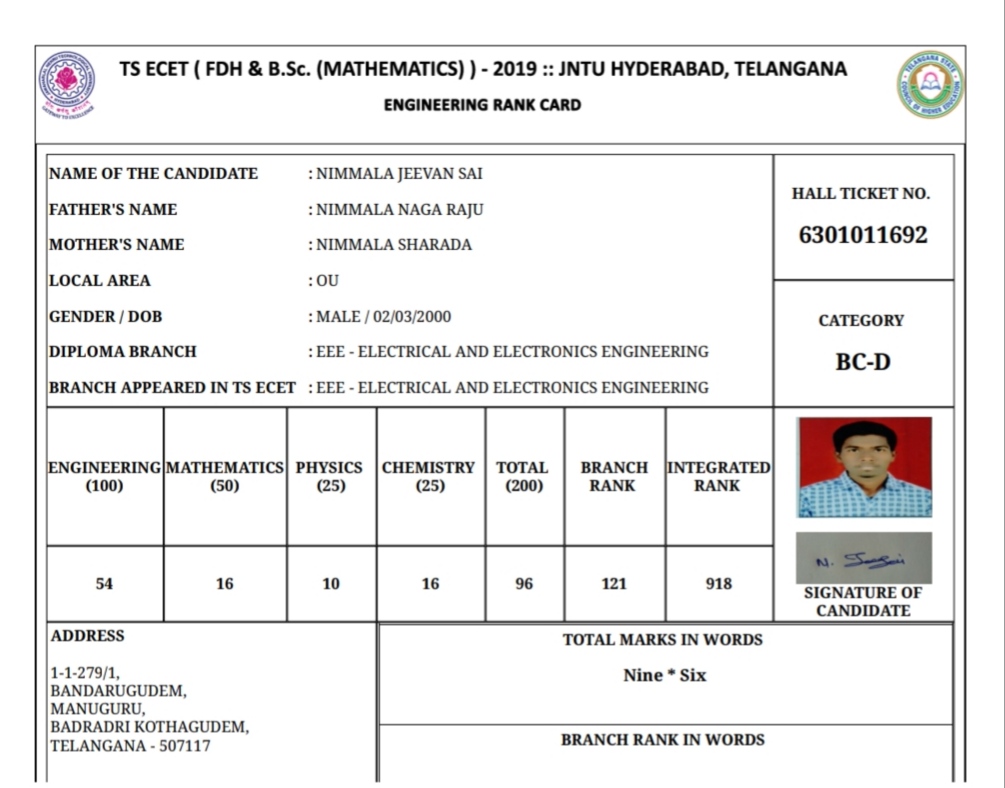 TS ECET ( FDH & B.Sc. (MATHEMATICS) ) - 2019 :: JNTU HYDERABAD, TELANGANA
ENGINEERING RANK CARD
NAME OF THE CANDIDATE : NIMMALA JEEVAN SAI
FATHER'S NAME : NIMMALA NAGA RAJU
MOTHER'S NAME : NIMMALA SHARADA
LOCAL AREA : OU
GENDER / DOB : MALE / 02/03/2000
DIPLOMA BRANCH : EEE - ELECTRICAL AND ELECTRONICS ENGINEERING
BRANCH APPEARED IN TS ECET : EEE - ELECTRICAL AND ELECTRONICS ENGINEERING
HALL TICKET NO.
6301011692
CATEGORY
BC-D
ENGINEERING MATHEMATICS PHYSICS CHEMISTRY TOTAL BRANCH INTEGRATED
(100) (50) (25) (25) (200) RANK RANK
54 16 10 16 96 121 918
SIGNATURE OF
CANDIDATE
ADDRESS
1-1-279/1,
BANDARUGUDEM,
MANUGURU,
BADRADRI KOTHAGUDEM,
TELANGANA - 507117
TOTAL MARKS IN WORDS
Nine * Six
BRANCH RANK IN WORDS